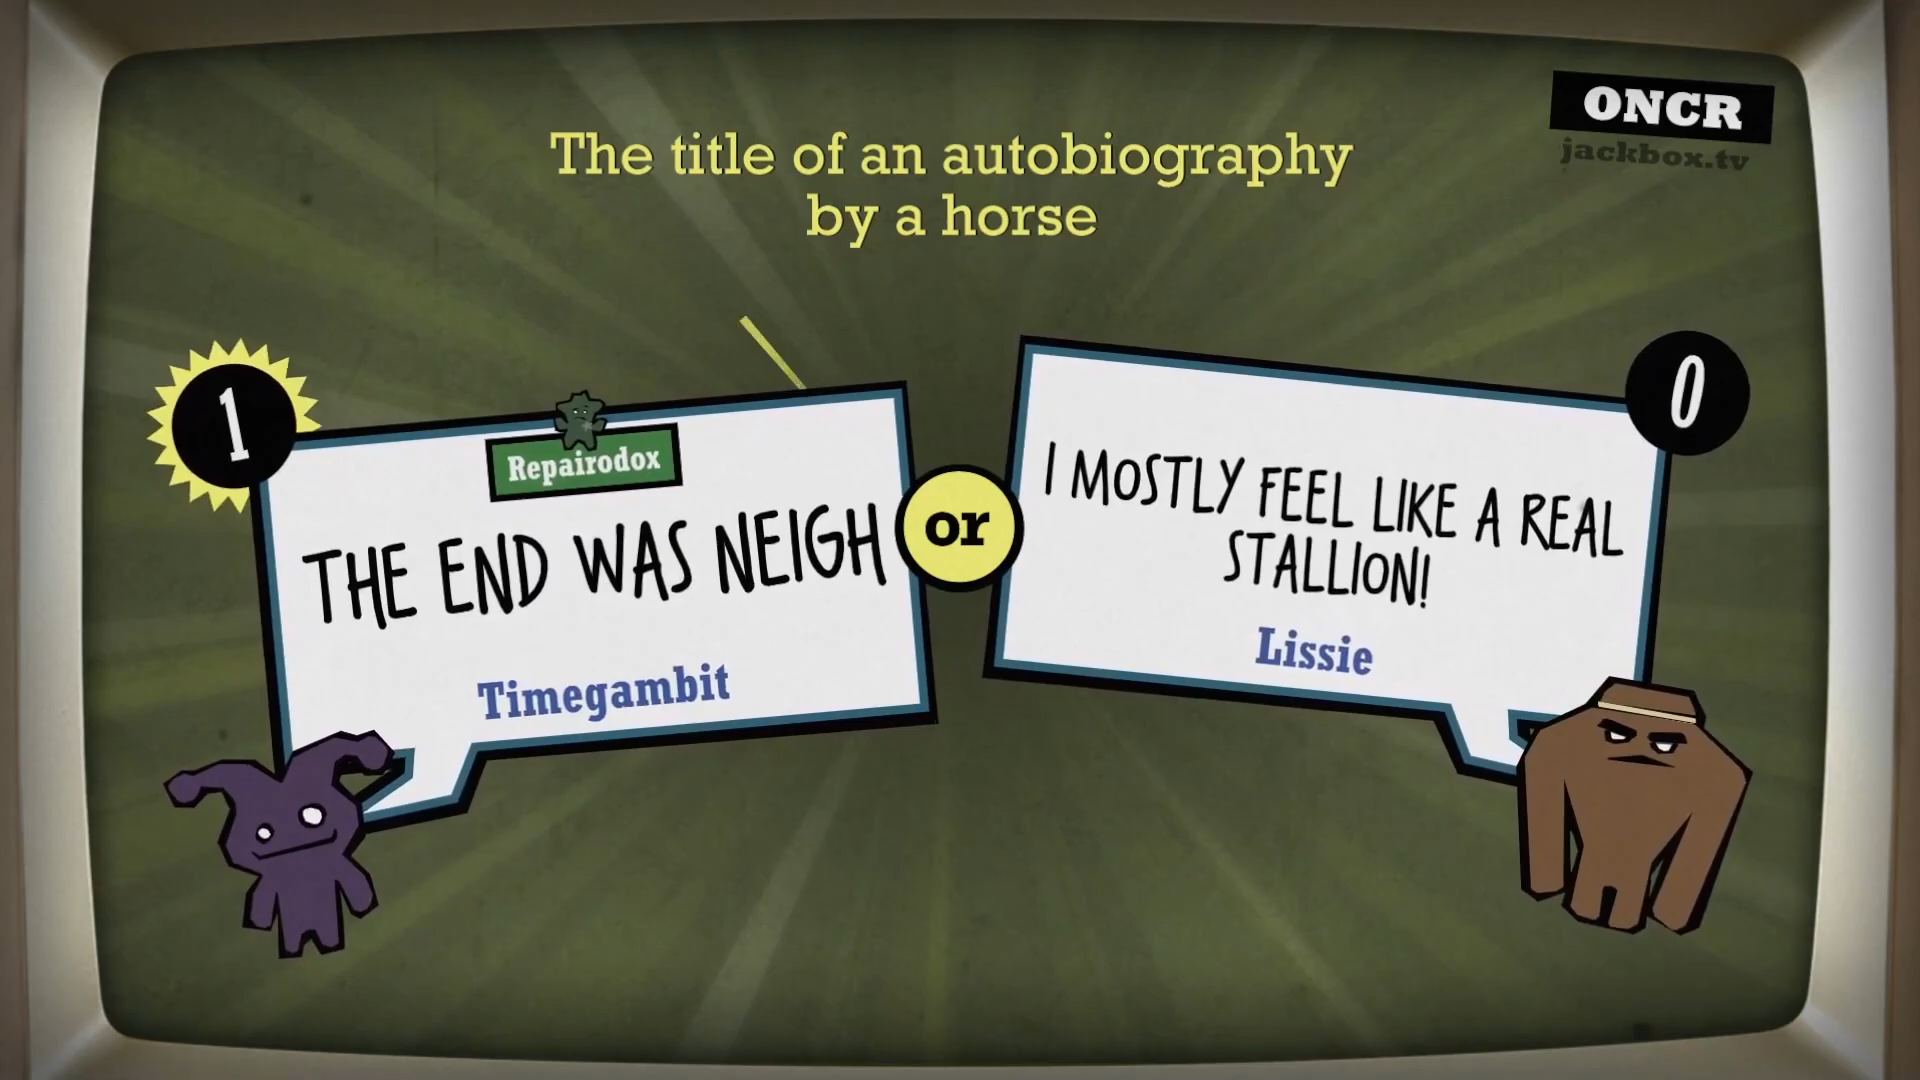 ONCR
jackbox.tv
The title of an autobiography
by a horse
1
Repairodox
THE END WAS NEIGH
Timegambit
or
0
I MOSTLY FEEL LIKE A REAL
STALLION!
Lissie